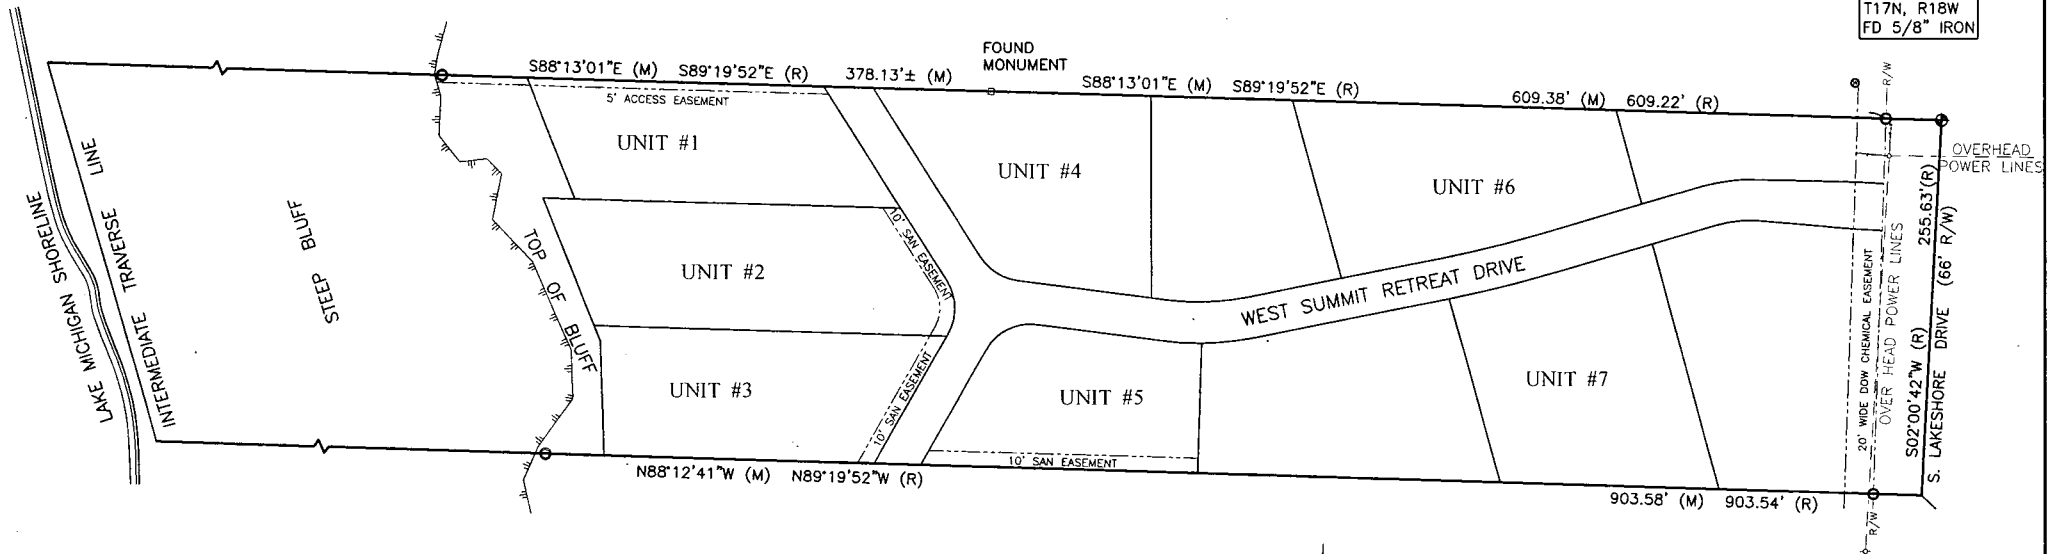 T17N, R18W
FD 5/8" IRON
FOUND
MONUMENT
S88°13'01"E (M) S89°19'52"E (R) 378.13'± (M)
S88°13'01"E (M) S89°19'52"E (R)
609.38' (M) 609.22' (R)
R/W
5' ACCESS EASEMENT
UNIT #1
UNIT #4
UNIT #6
OVERHEAD
POWER LINES
LAKE MICHIGAN SHORELINE
INTERMEDIATE TRAVERSE LINE
STEEP BLUFF
TOP OF BLUFF
10' SAN EASEMENT
UNIT #2
WEST SUMMIT RETREAT DRIVE
UNIT #3
10' SAN EASEMENT
UNIT #5
10' SAN EASEMENT
UNIT #7
20' WIDE DOW CHEMICAL EASEMENT
OVER HEAD POWER LINES
S02°00'42"W (R) 255.63'(R)
S. LAKESHORE DRIVE (66' R/W)
N88°12'41"W (M) N89°19'52"W (R)
903.58' (M) 903.54' (R)
R/W